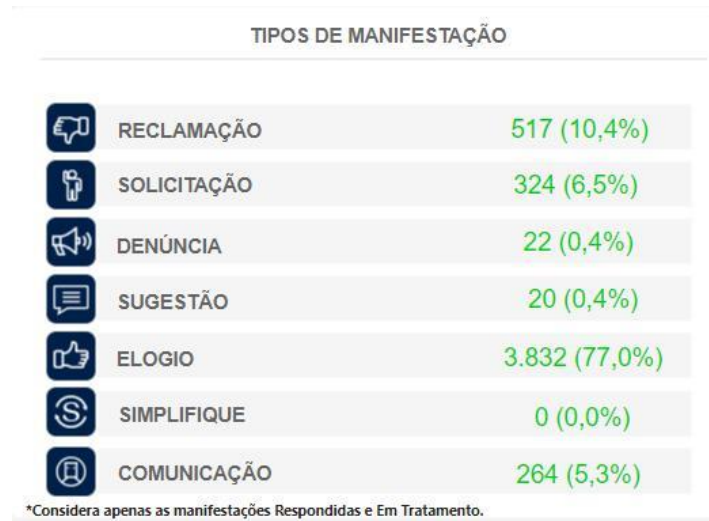 TIPOS DE MANIFESTAÇÃO
RECLAMAÇÃO 517 (10,4%)
SOLICITAÇÃO 324 (6,5%)
DENÚNCIA 22 (0,4%)
SUGESTÃO 20 (0,4%)
ELOGIO 3.832 (77,0%)
SIMPLIFIQUE 0 (0,0%)
COMUNICAÇÃO 264 (5,3%)
*Considera apenas as manifestações Respondidas e Em Tratamento.